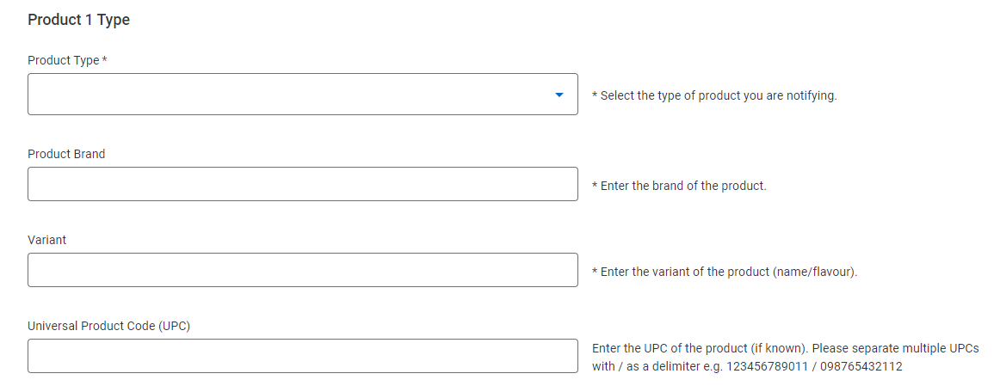 Product 1 Type
Product Type *
* Select the type of product you are notifying.
Product Brand
* Enter the brand of the product.
Variant
* Enter the variant of the product (name/flavour).
Universal Product Code (UPC)
Enter the UPC of the product (if known). Please separate multiple UPCs
with / as a delimiter e.g. 123456789011 / 098765432112